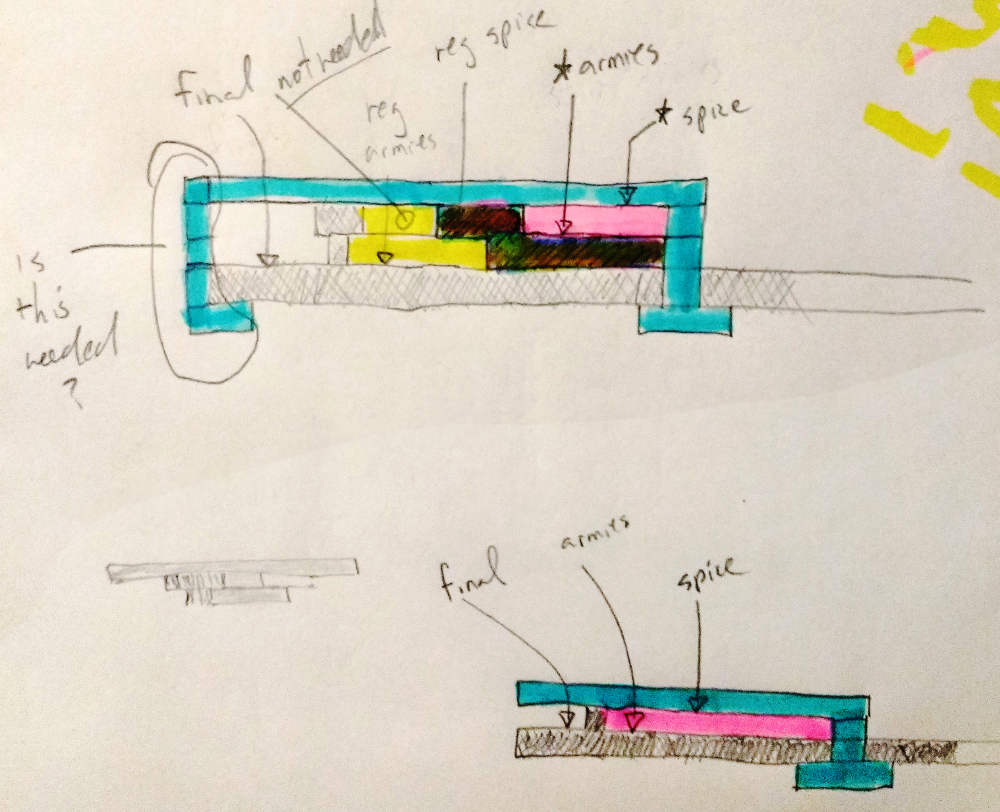 final not needed
reg spice
★ armies
★ spice
reg
armies
is
this
needed
?
final
armies
spice